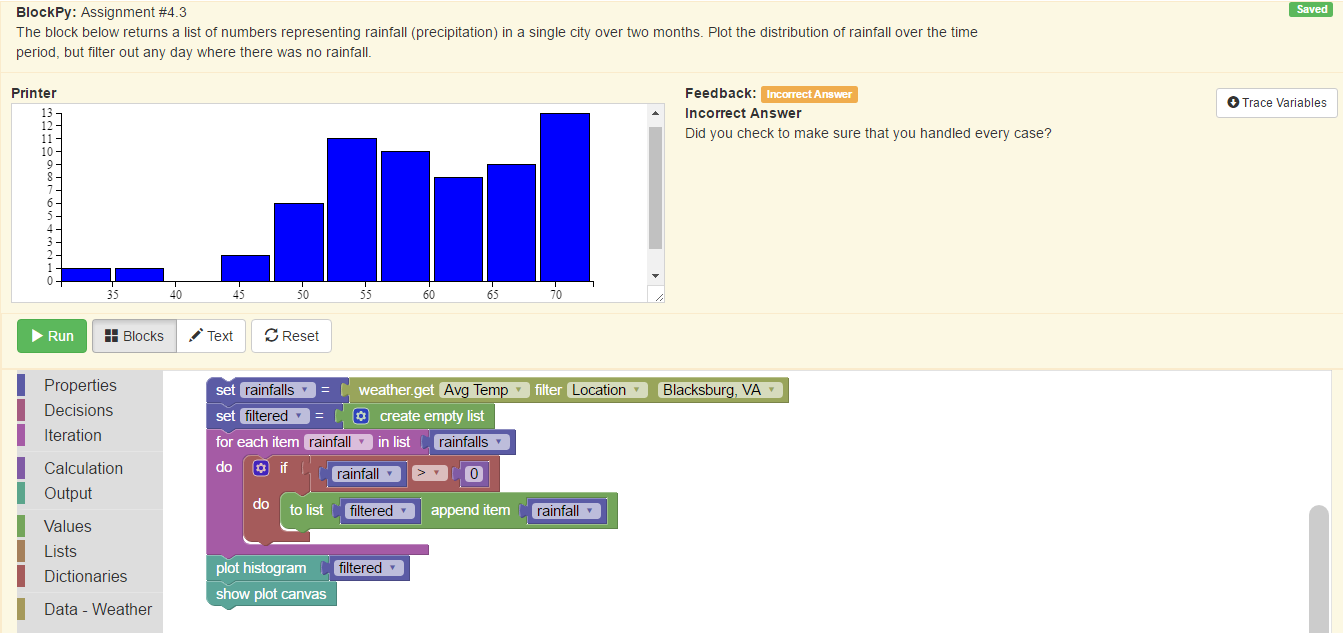 BlockPy: Assignment #4.3
Saved
The block below returns a list of numbers representing rainfall (precipitation) in a single city over two months. Plot the distribution of rainfall over the time
period, but filter out any day where there was no rainfall.
Printer
13
12
11
10
9
8
7
6
5
4
3
2
1
0
35 40 45 50 55 60 65 70
Feedback: Incorrect Answer
Incorrect Answer
Did you check to make sure that you handled every case?
Trace Variables
Run Blocks Text Reset
Properties
Decisions
Iteration
Calculation
Output
Values
Lists
Dictionaries
Data - Weather
set rainfalls = weather.get Avg Temp filter Location Blacksburg, VA
set filtered = create empty list
for each item rainfall in list rainfalls
do if rainfall > 0
do to list filtered append item rainfall
plot histogram filtered
show plot canvas